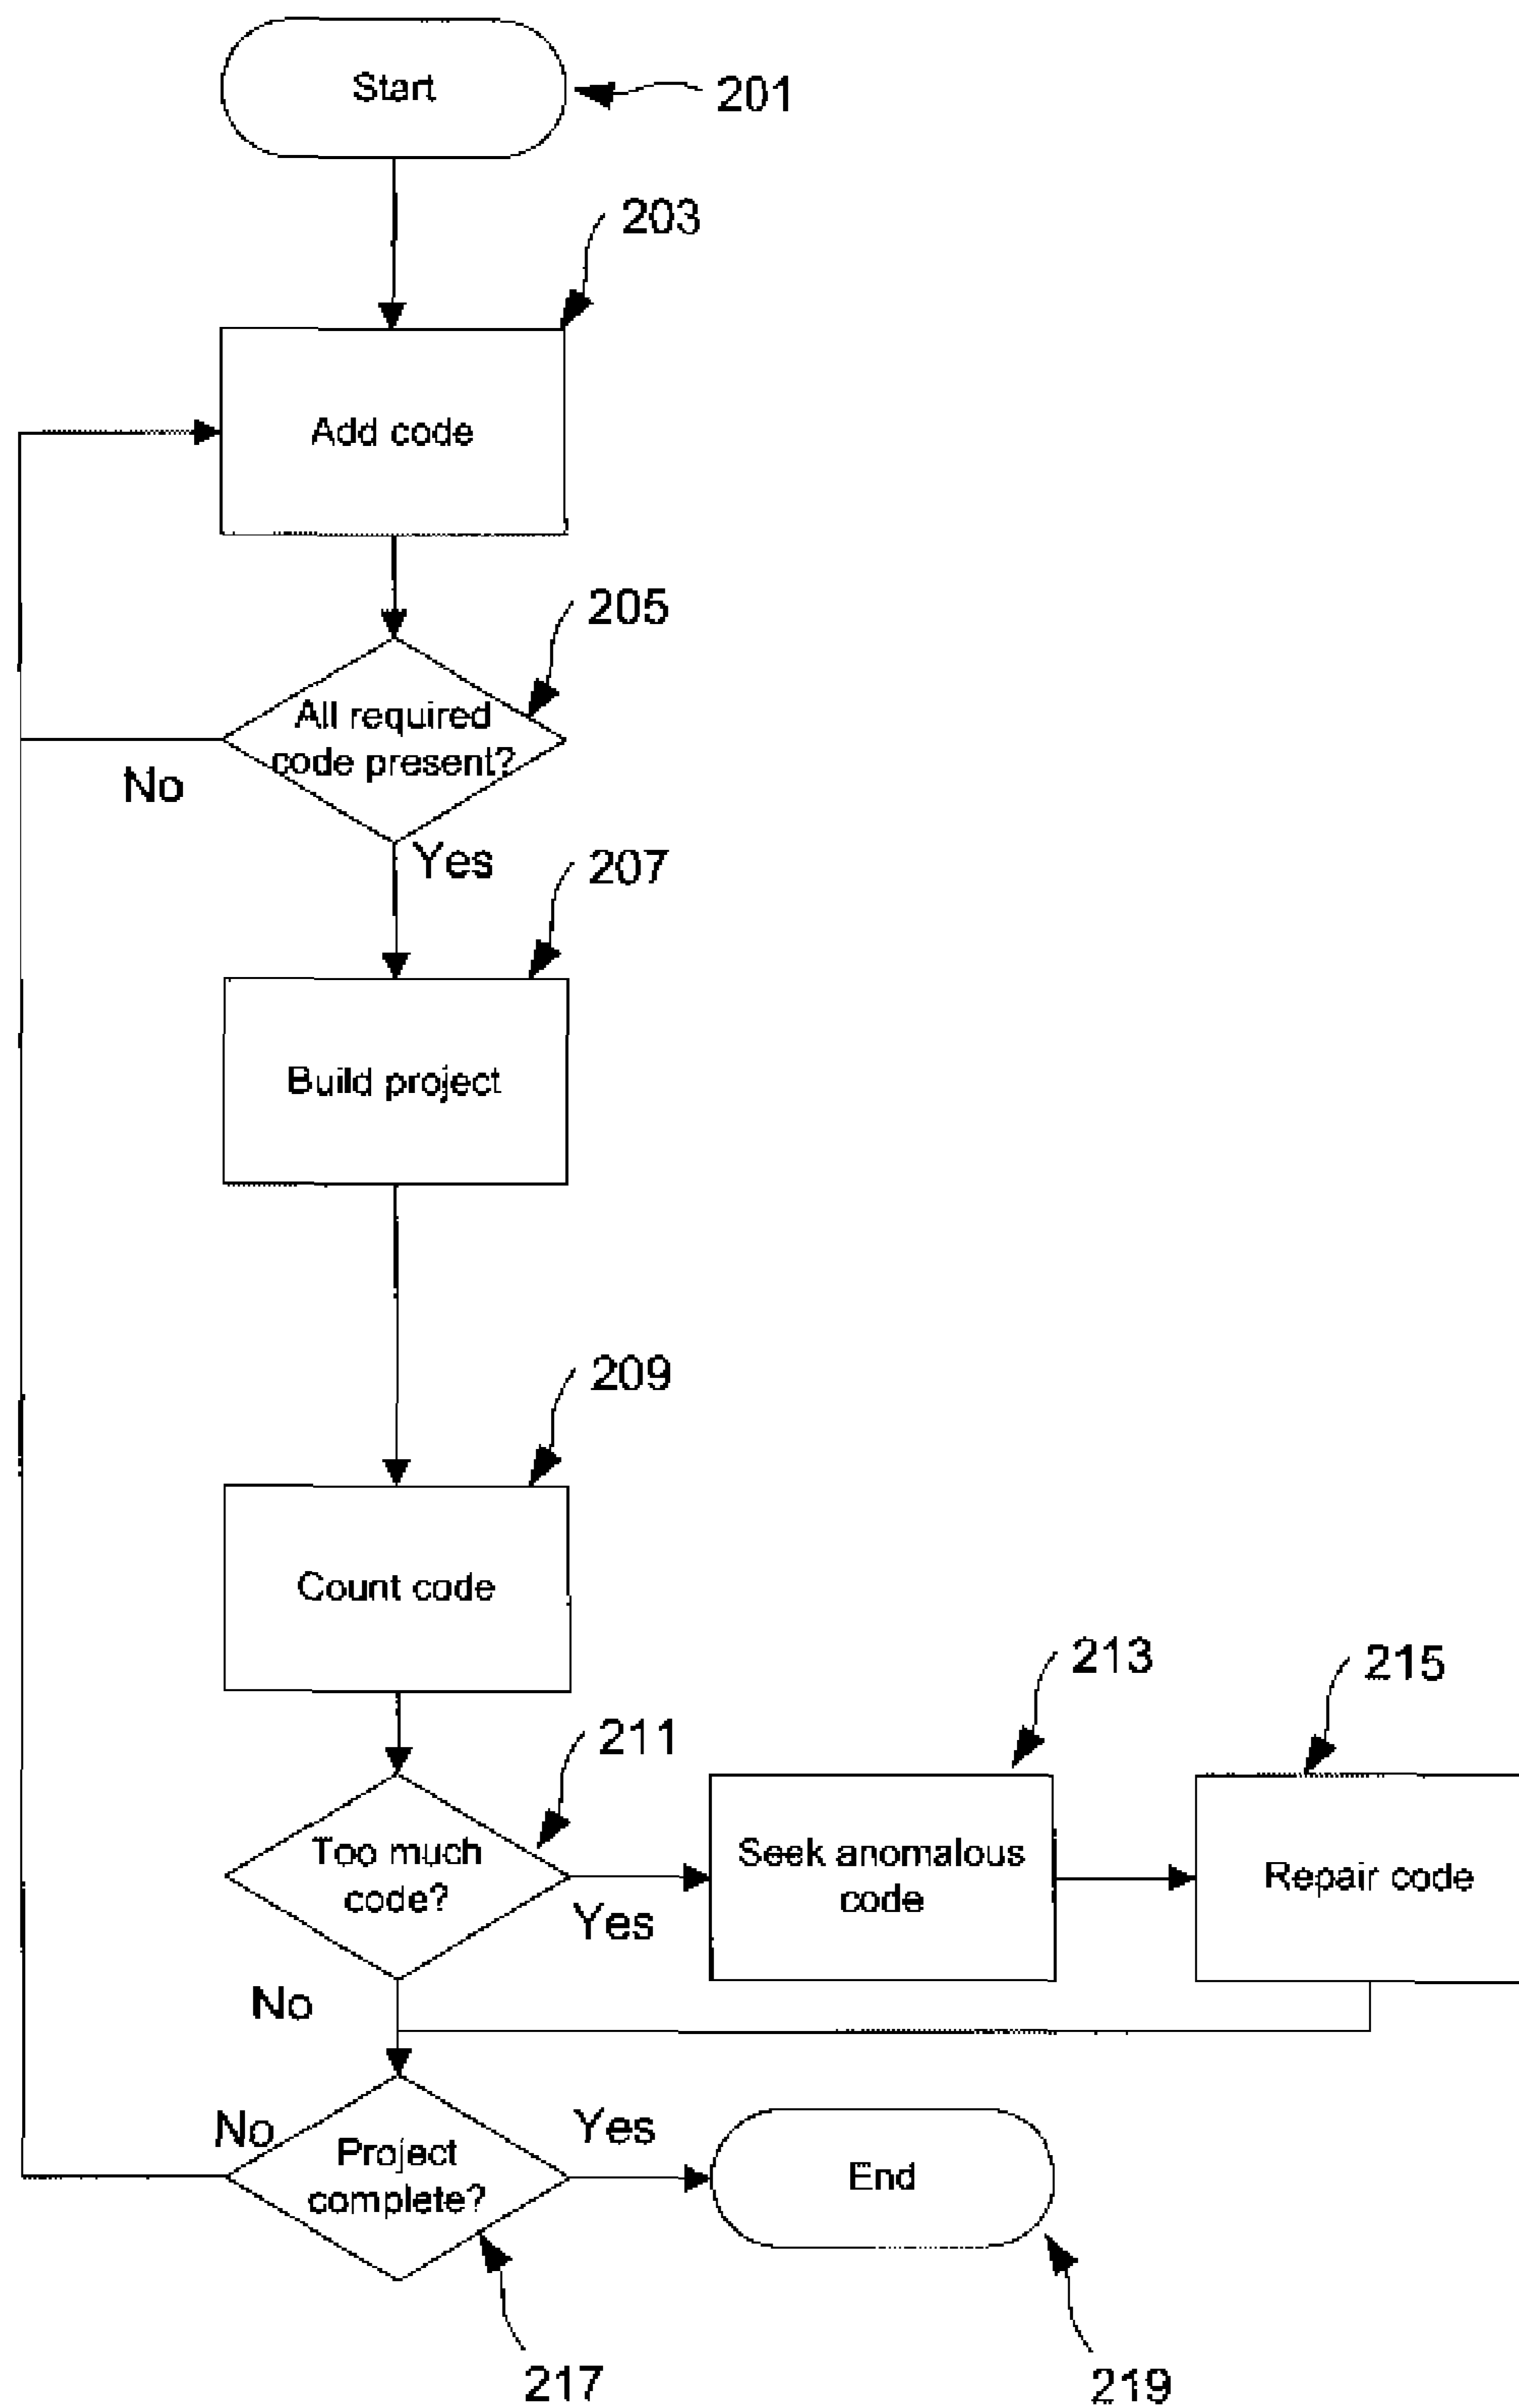 Start
201
203
Add code
205
All required
code present?
No
Yes
207
Build project
209
Count code
213
215
211
Too much
code?
Seek anomalous
code
Repair code
Yes
No
No
Yes
Project
complete?
End
217
219